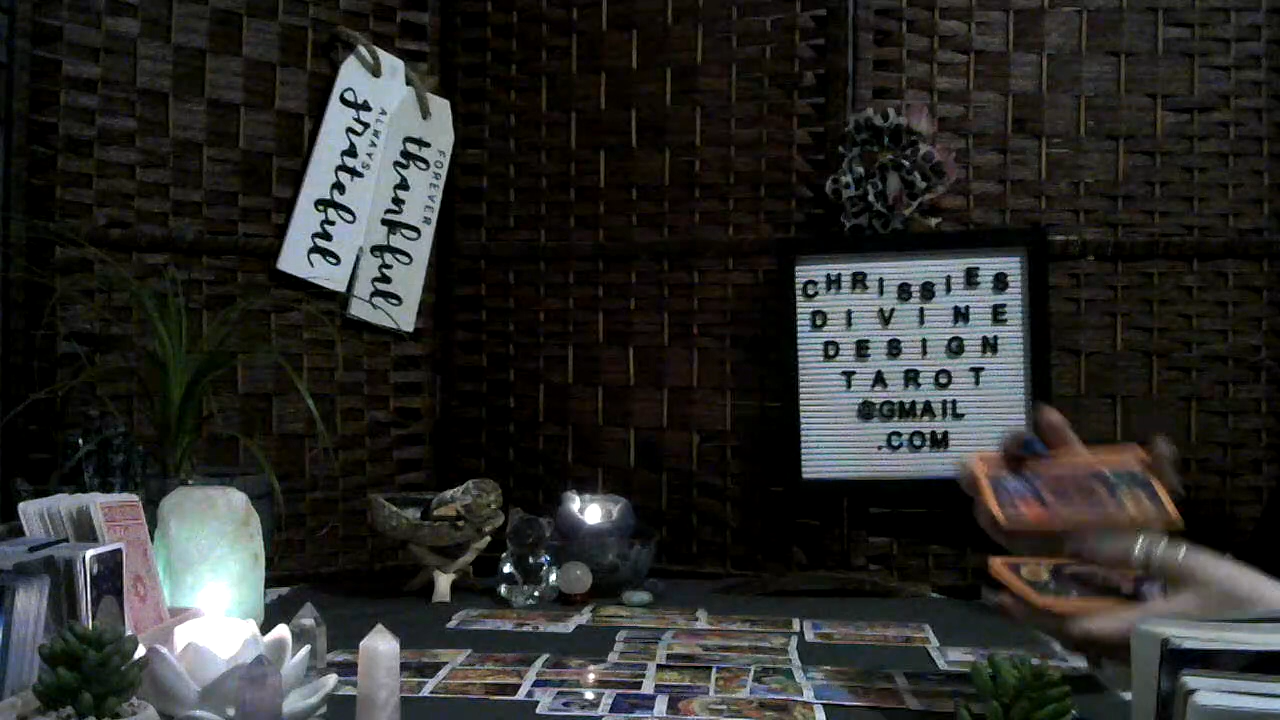 ALWAYS
grateful
FOREVER
thankful
CHRISSIES
DIVINE
DESIGN
TAROT
@GMAIL
.COM